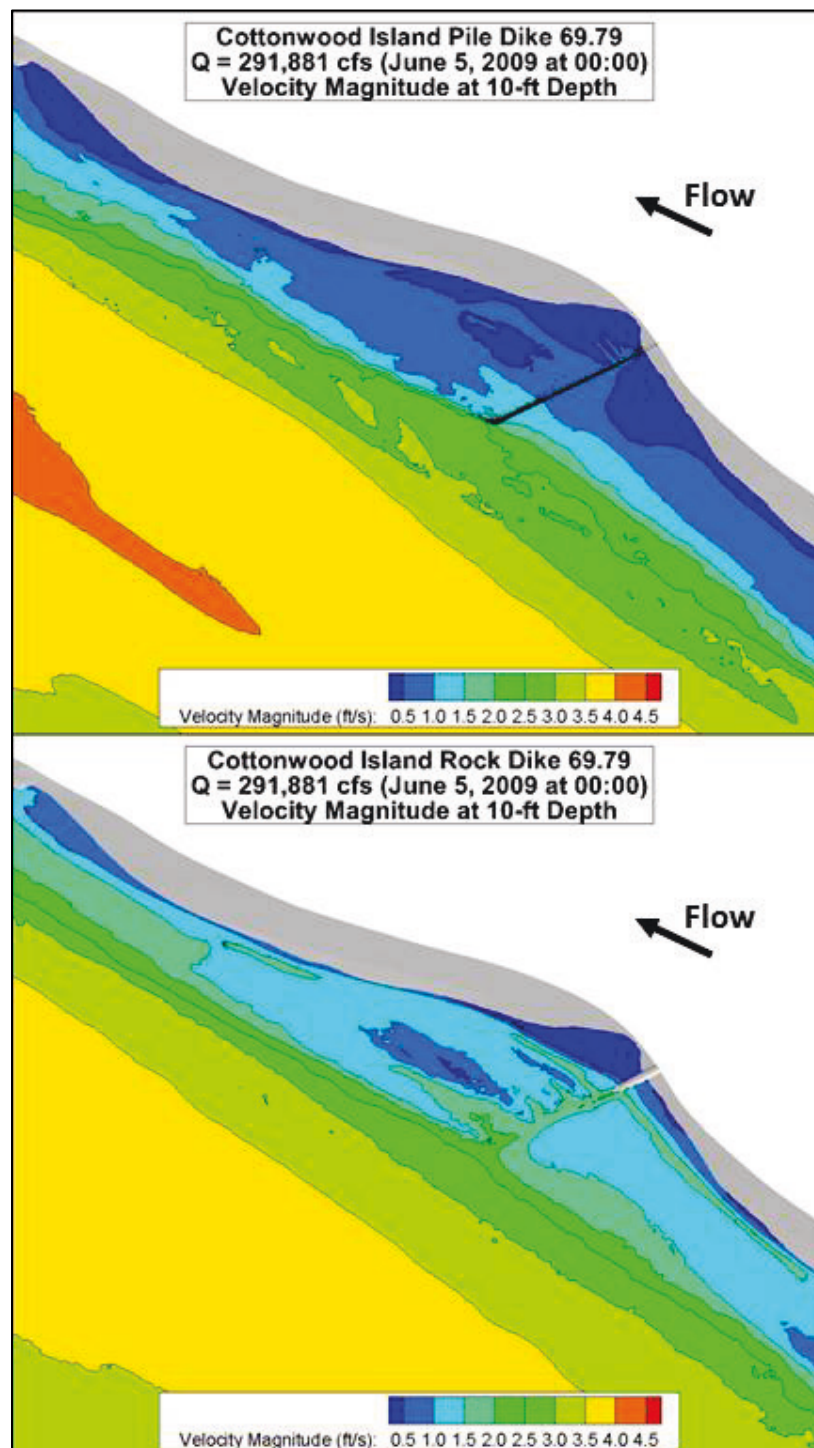 Cottonwood Island Pile Dike 69.79
Q = 291,881 cfs (June 5, 2009 at 00:00)
Velocity Magnitude at 10-ft Depth
Flow
Velocity Magnitude (ft/s): 0.5 1.0 1.5 2.0 2.5 3.0 3.5 4.0 4.5
Cottonwood Island Rock Dike 69.79
Q = 291,881 cfs (June 5, 2009 at 00:00)
Velocity Magnitude at 10-ft Depth
Flow
Velocity Magnitude (ft/s): 0.5 1.0 1.5 2.0 2.5 3.0 3.5 4.0 4.5